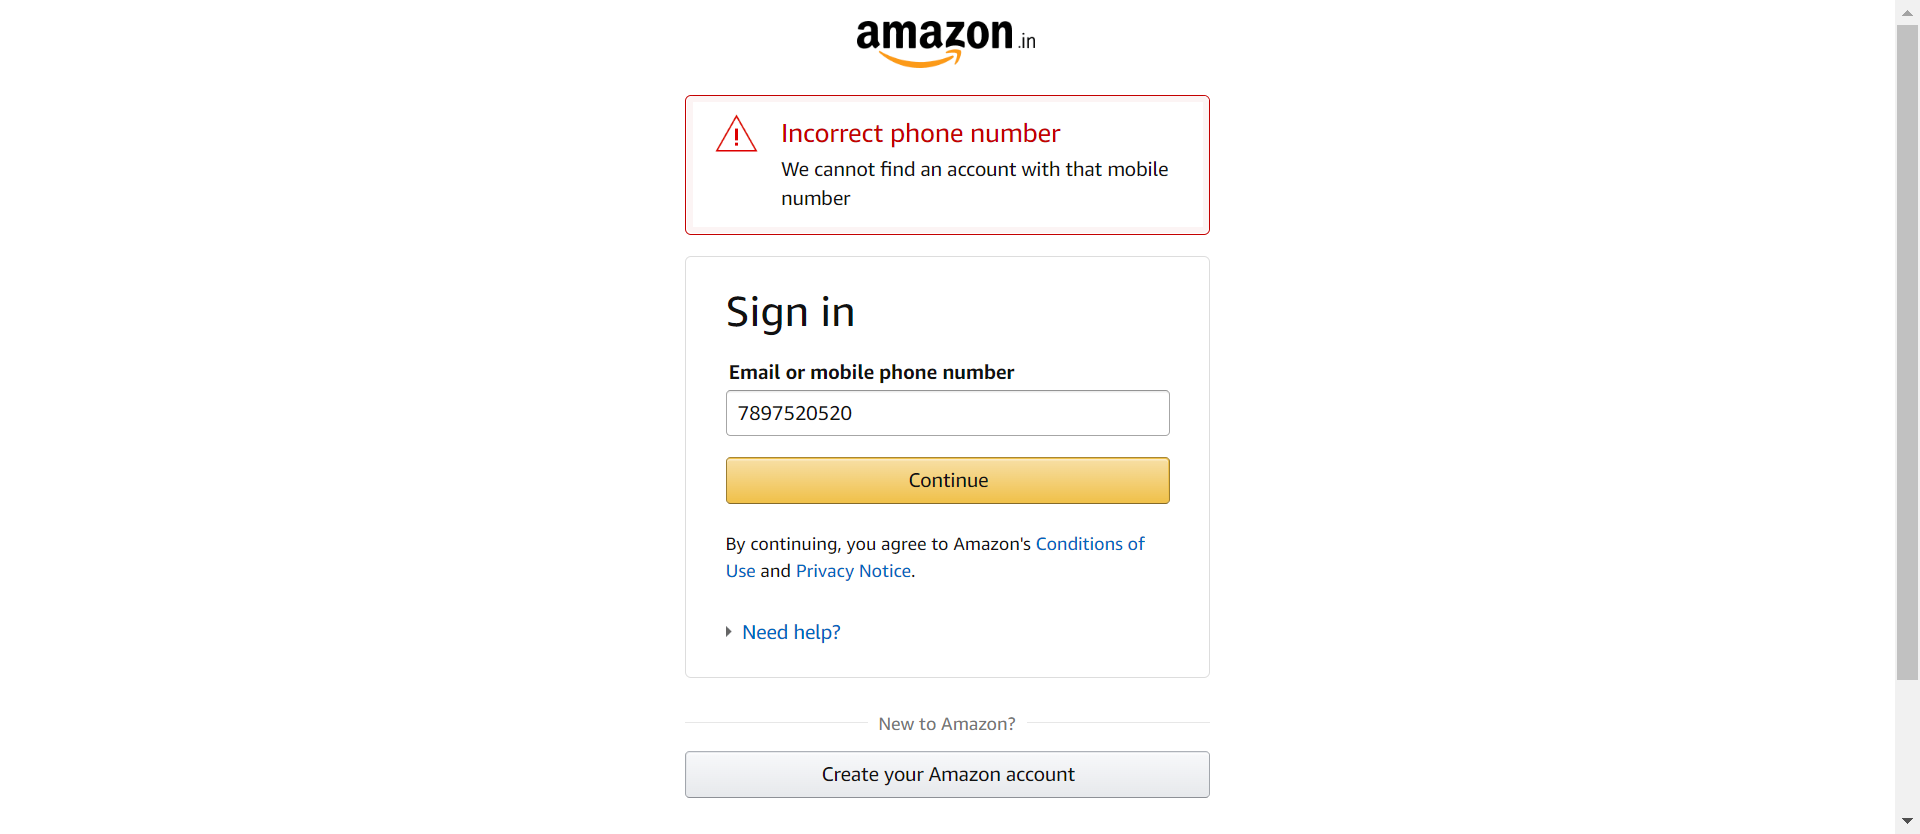 amazon.in
Incorrect phone number
We cannot find an account with that mobile
number
Sign in
Email or mobile phone number
7897520520
Continue
By continuing, you agree to Amazon's Conditions of
Use and Privacy Notice.
Need help?
New to Amazon?
Create your Amazon account